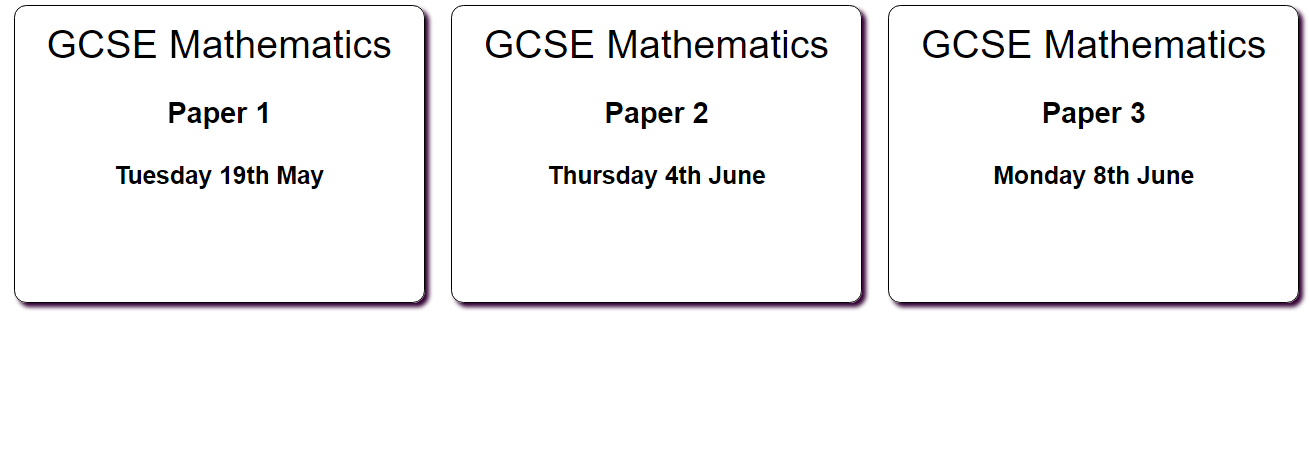 GCSE Mathematics
Paper 1
Tuesday 19th May
GCSE Mathematics
Paper 2
Thursday 4th June
GCSE Mathematics
Paper 3
Monday 8th June